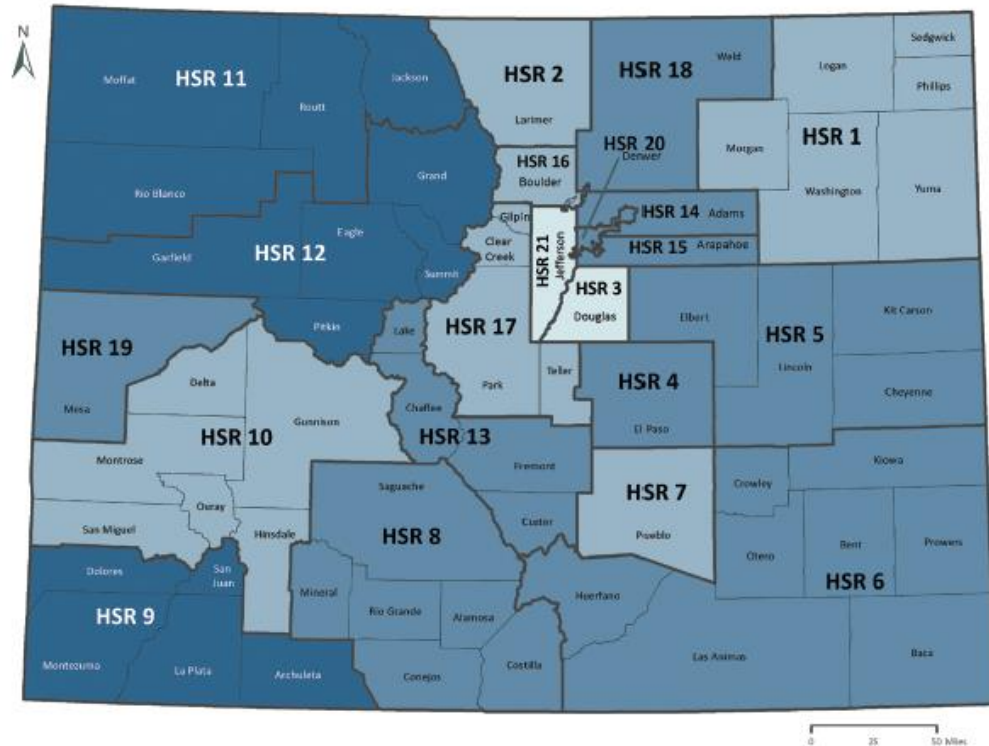 N
Sedgwick
Moffat
HSR 11
Jackson
HSR 2
HSR 18
Weld
Logan
Phillips
Routt
Larimer
HSR 20
Denver
HSR 1
Morgan
Washington
Yuma
Rio Blanco
Grand
HSR 16
Boulder
Gilpin
HSR 14
Adams
HSR 15
Arapahoe
Eagle
Garfield
HSR 12
Clear
Creek
HSR 21
Jefferson
Summit
HSR 3
Douglas
Elbert
HSR 5
Kit Carson
Lincoln
Pitkin
Lake
HSR 17
HSR 19
Delta
Park
Teller
HSR 4
Cheyenne
Mesa
Gunnison
Chaffee
HSR 10
HSR 13
El Paso
Montrose
Fremont
Kiowa
Saguache
HSR 7
Crowley
Ouray
San Miguel
Hinsdale
HSR 8
Custer
Pueblo
Otero
Bent
Prowers
HSR 6
Dolores
San
Juan
Mineral
Rio Grande
Alamosa
Huerfano
HSR 9
Montezuma
La Plata
Archuleta
Conejos
Costilla
Las Animas
Baca
0 25 50 Miles